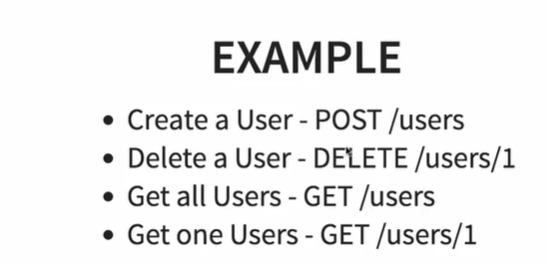 EXAMPLE
• Create a User - POST /users
• Delete a User - DELETE /users/1
• Get all Users - GET /users
• Get one Users - GET /users/1